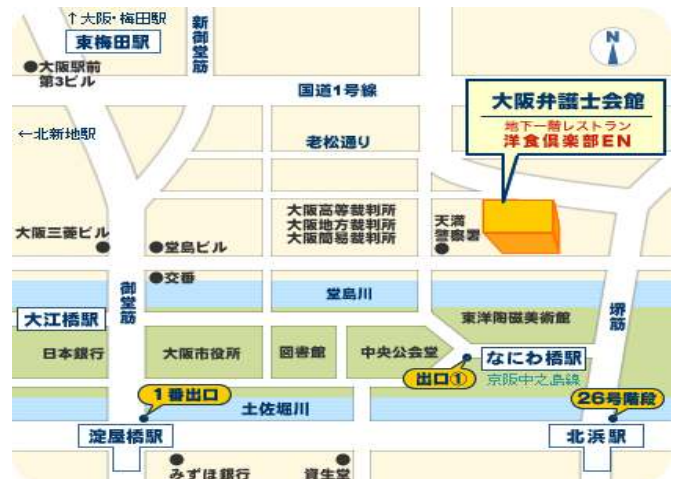 ↑大阪・梅田駅
東梅田駅
新御堂筋
N
●大阪駅前
第3ビル
国道1号線
大阪弁護士会館
地下一階レストラン
洋食倶楽部EN
←北新地駅
老松通り
大阪高等裁判所
大阪地方裁判所
大阪簡易裁判所
天満
警察署
大阪三菱ビル
●堂島ビル
●交番
御堂筋
堂島川
堺筋
大江橋駅
東洋陶磁美術館
日本銀行
大阪市役所
図書館
中央公会堂
なにわ橋駅
出口①
京阪中之島線
1番出口
土佐堀川
26号階段
淀屋橋駅
北浜駅
みずほ銀行
資生堂